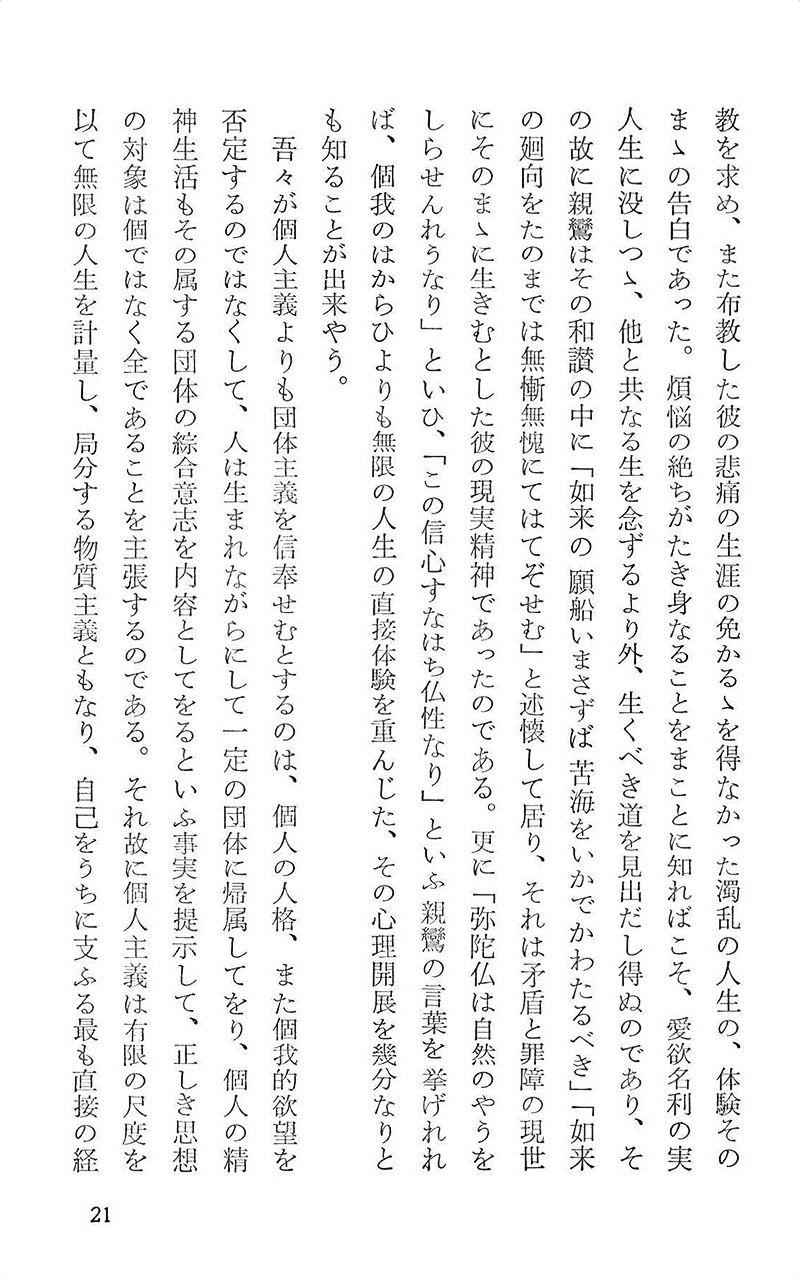 教を求め、また布教した彼の悲痛の生涯の免かるゝを得なかった濁乱の人生の、体験その
まゝの告白であった。煩悩の絶ちがたき身なることをまことに知ればこそ、愛欲名利の実
人生に没しつゝ、他と共なる生を念ずるより外、生くべき道を見出だし得ぬのであり、そ
の故に親鸞はその和讃の中に「如来の 願船いまさずば 苦海をいかでかわたるべき」「如来
の廻向をたのまでは無慚無愧にてはてぞせむ」と述懐して居り、それは矛盾と罪障の現世
にそのまゝに生きむとした彼の現実精神であったのである。更に「弥陀仏は自然のやうを
しらせんれうなり」といひ、「この信心すなはち仏性なり」といふ親鸞の言葉を 挙げれれ
ば、個我のはからひよりも無限の人生の直接体験を重んじた、その心理開展を幾分なりと
も知ることが出来やう。
吾々が個人主義よりも団体主義を信奉せむとするのは、個人の人格、また個我的欲望を
否定するのではなくして、人は生まれながらにして一定の団体に帰属してをり、個人の精
神生活もその属する団体の綜合意志を内容としてをるといふ事実を提示して、正しき思想
の対象は個ではなく全であることを主張するのである。それ故に個人主義は有限の尺度を
以て無限の人生を計量し、局分する物質主義ともなり、自己をうちに支ふる最も直接の経
21